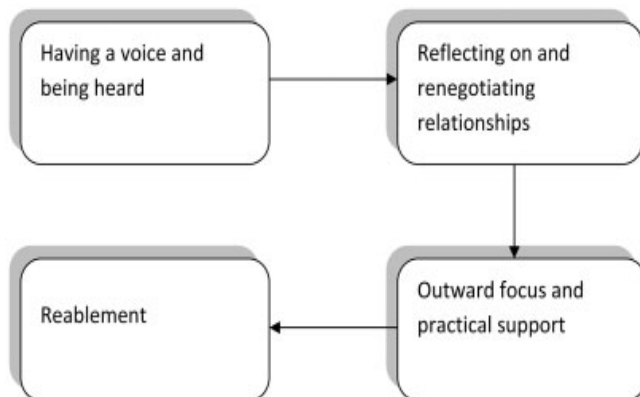 Having a voice and
being heard
Reflecting on and
renegotiating
relationships
Outward focus and
practical support
Reablement